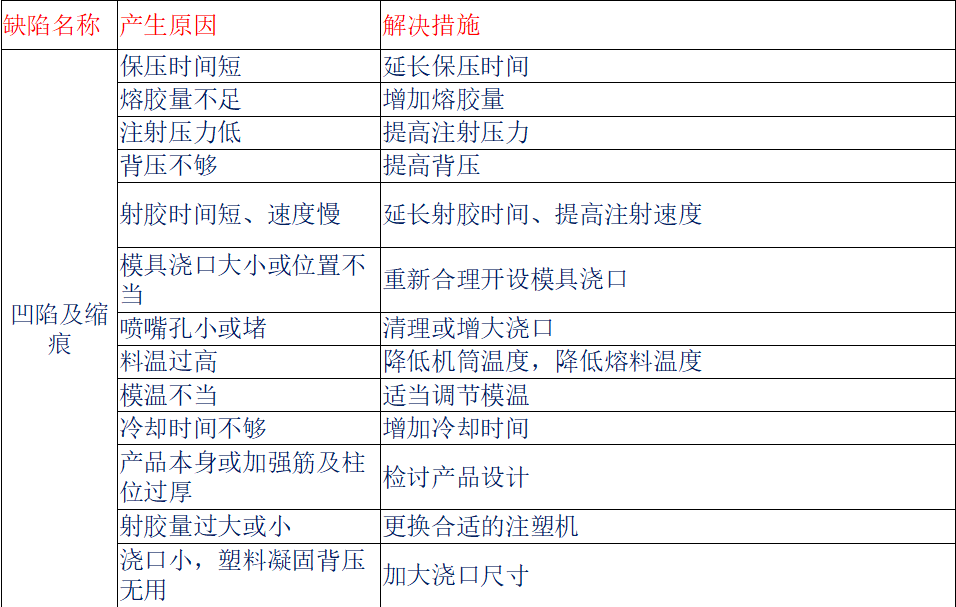 缺陷名称 产生原因 解决措施
保压时间短 延长保压时间
熔胶量不足 增加熔胶量
注射压力低 提高注射压力
背压不够 提高背压
射胶时间短、速度慢 延长射胶时间、提高注射速度
模具浇口大小或位置不
当
重新合理开设模具浇口
凹陷及缩
痕
喷嘴孔小或堵 清理或增大浇口
料温过高 降低机筒温度，降低熔料温度
模温不当 适当调节模温
冷却时间不够 增加冷却时间
产品本身或加强筋及柱
位过厚
检讨产品设计
射胶量过大或小 更换合适的注塑机
浇口小，塑料凝固背压
无用
加大浇口尺寸